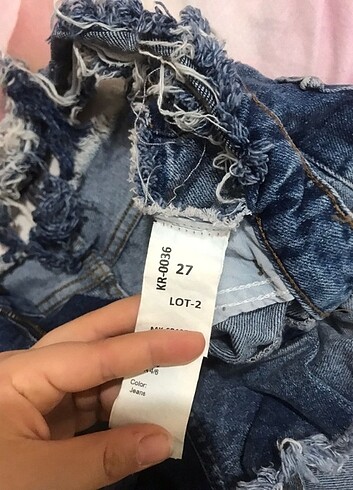 KR-0036
27
LOT-2
Color:
Jeans